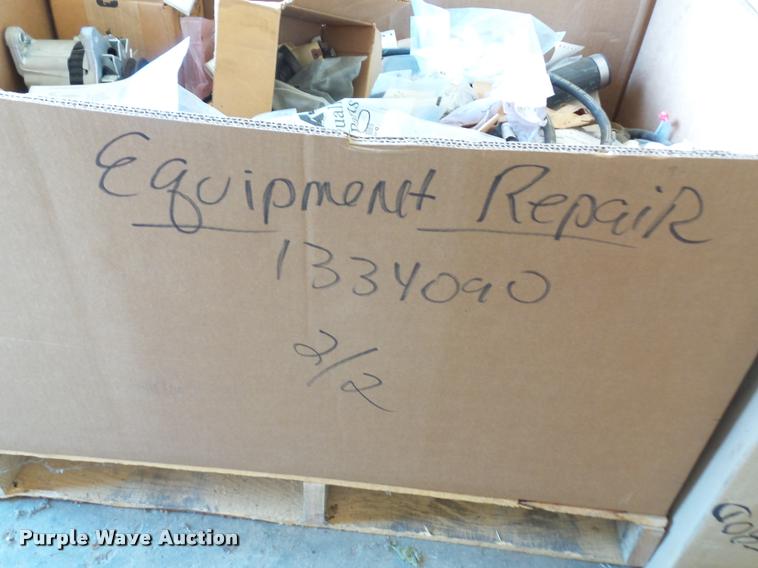 Equipment Repair
1334090
2/2
Purple Wave Auction